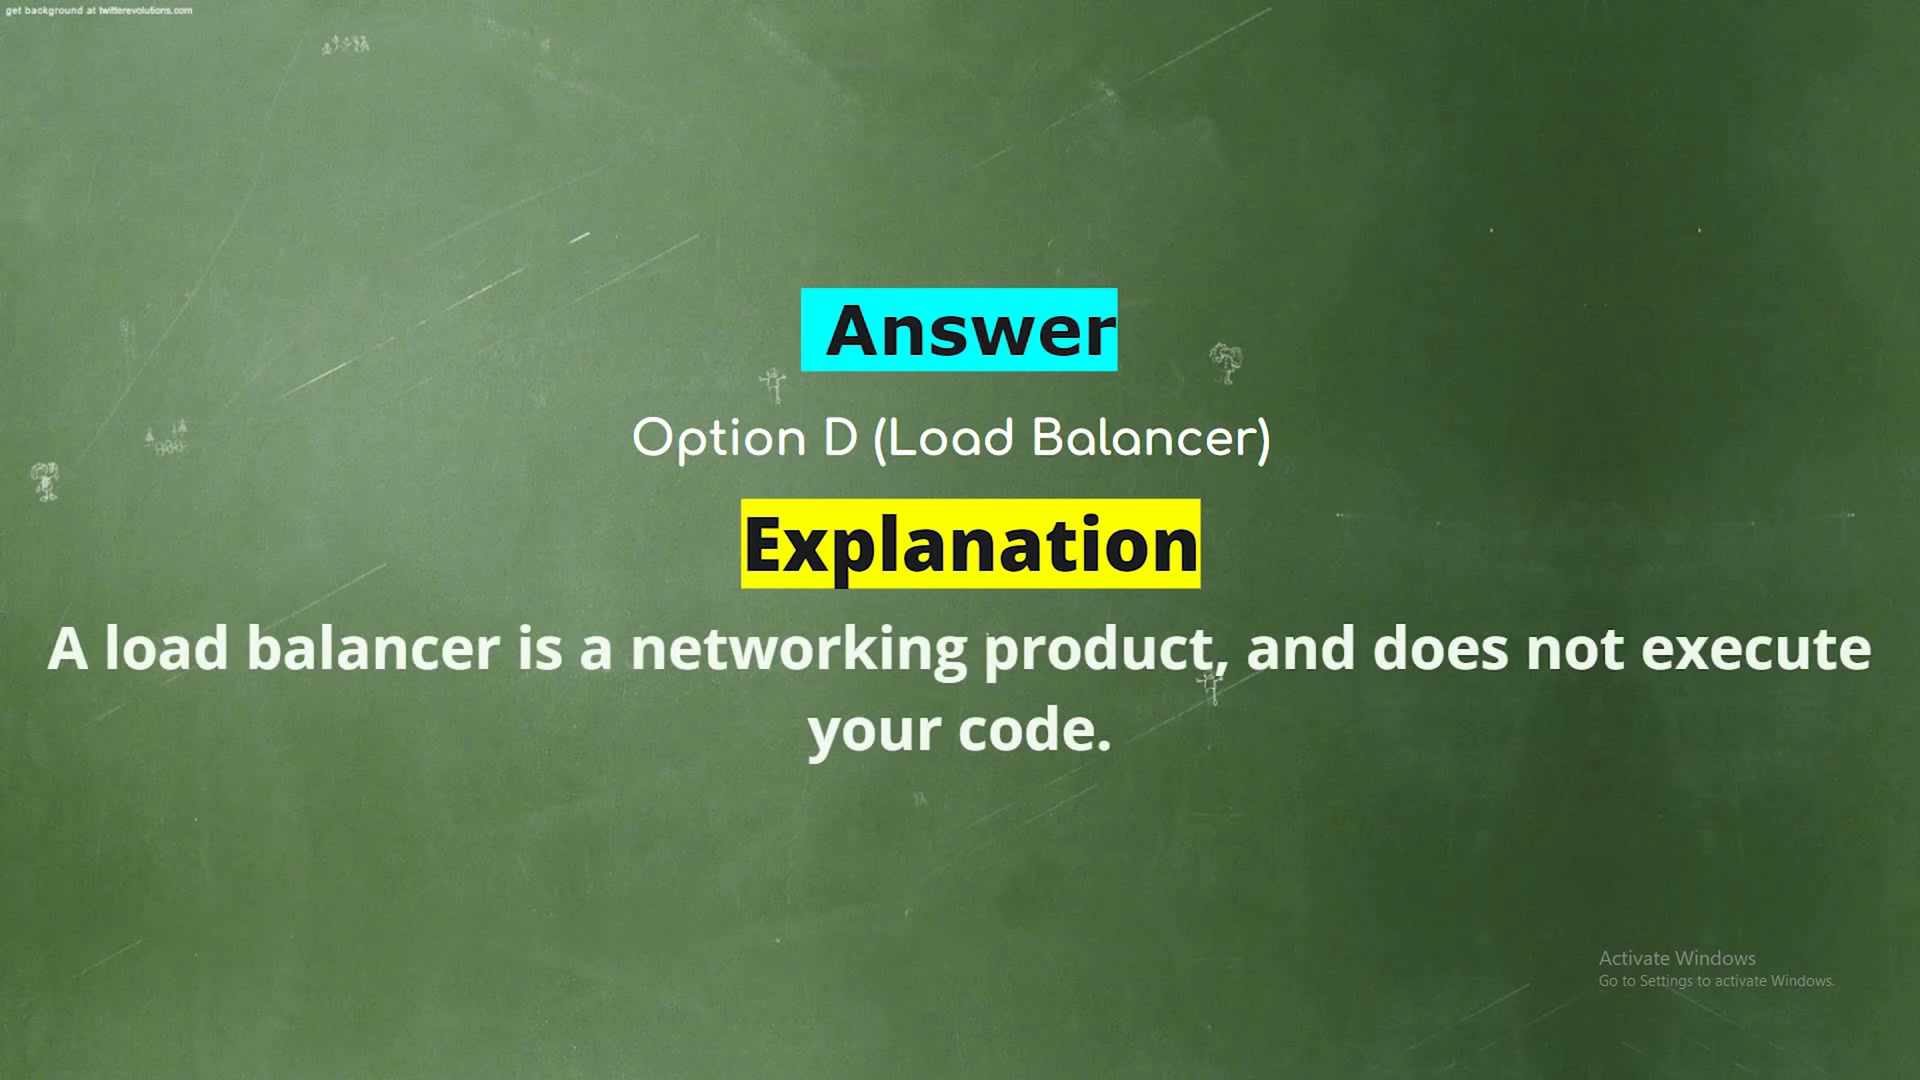 get background at twitterevolutions.com
Answer
Option D (Load Balancer)
Explanation
A load balancer is a networking product, and does not execute
your code.
Activate Windows
Go to Settings to activate Windows.